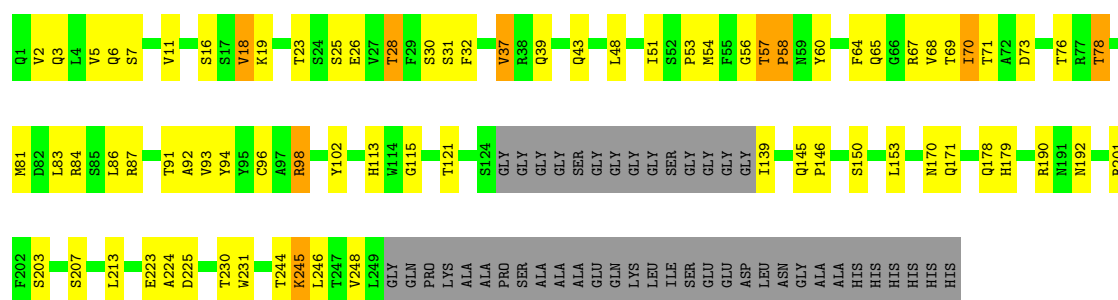 Q1 V2 Q3 L4 V5 Q6 S7 V11 S16 S17 V18 K19 T23 S24 S25 E26 V27 T28 F29 S30 S31 F32 V37 R38 Q39 Q43 L48 I51 S52 P53 M54 F55 G56 T57 P58 N59 Y60 F64 Q65 G66 R67 V68 T69 I70 T71 A72 D73 T76 R77 T78
M81 D82 L83 R84 S85 L86 R87 T91 A92 V93 Y94 Y95 C96 A97 R98 Y102 H113 W114 G115 T121 S124 GLY GLY GLY GLY SER GLY GLY GLY GLY SER GLY GLY GLY GLY I139 Q145 P146 S150 L153 N170 Q171 Q178 H179 R190 N191 N192
F202 S203 S207 L213 E223 A224 D225 T230 W231 T244 K245 L246 T247 V248 L249 GLY GLN PRO LYS ALA ALA PRO SER ALA ALA ALA GLU GLN LYS LEU ILE SER GLU GLU ASP LEU ASN GLY ALA ALA HIS HIS HIS HIS HIS HIS